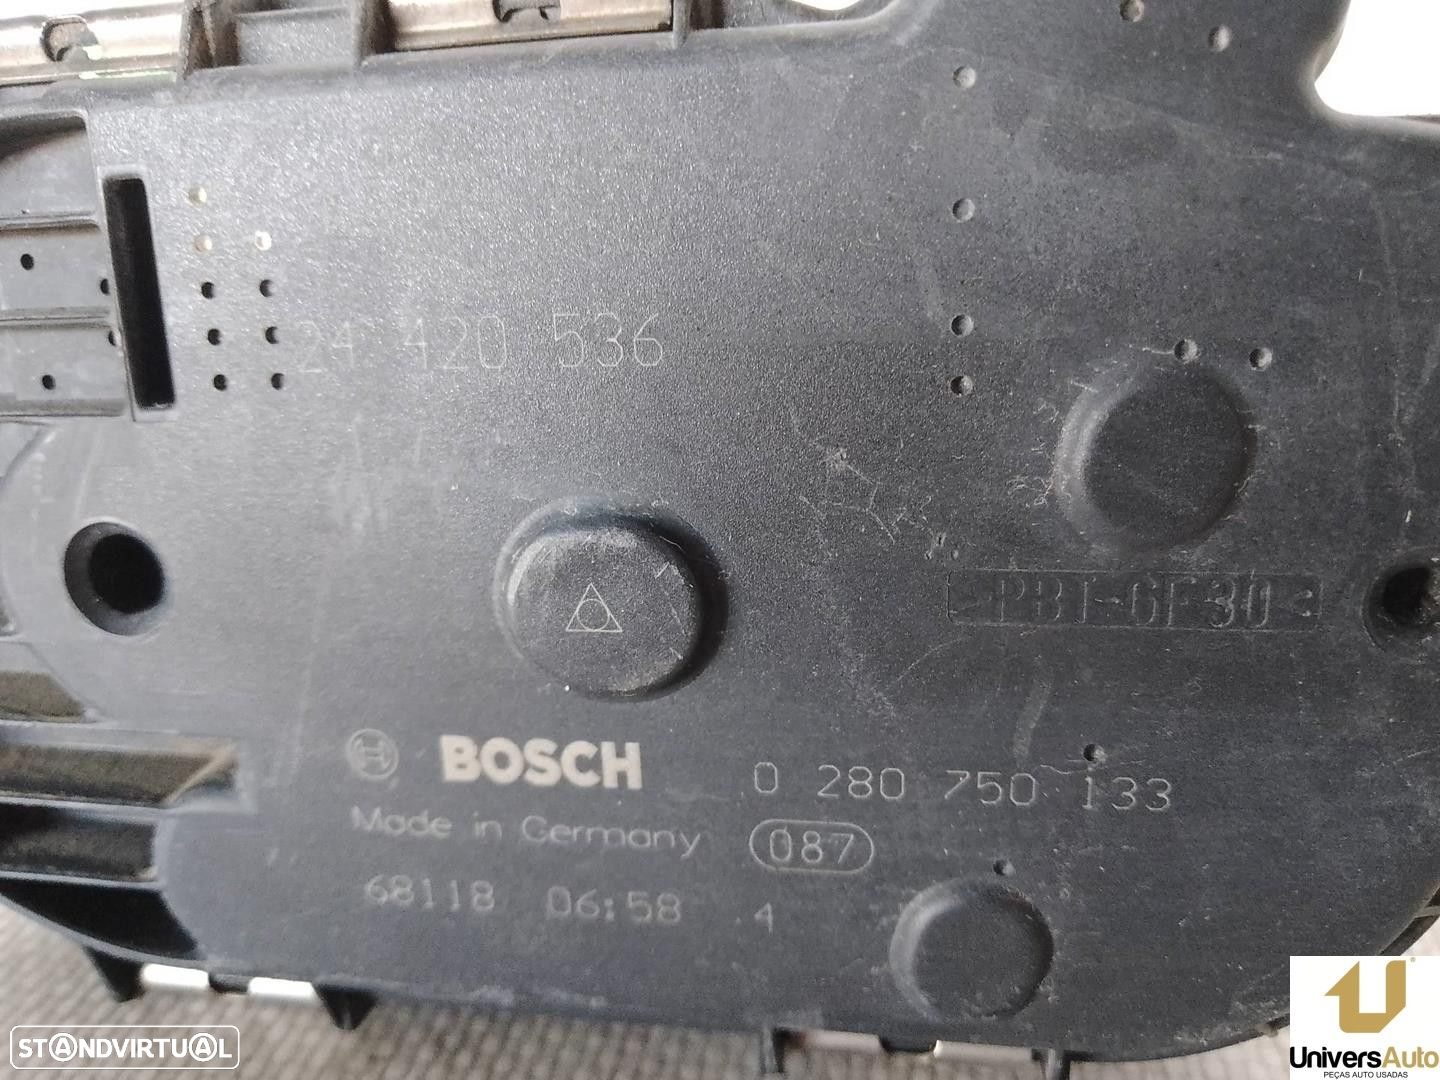 24 420 536
>PBT-GF30<
BOSCH 0 280 750 133
Made in Germany 087
68118 06:58 4
STANDVIRTUAL
UniversAuto
PEÇAS AUTO USADAS